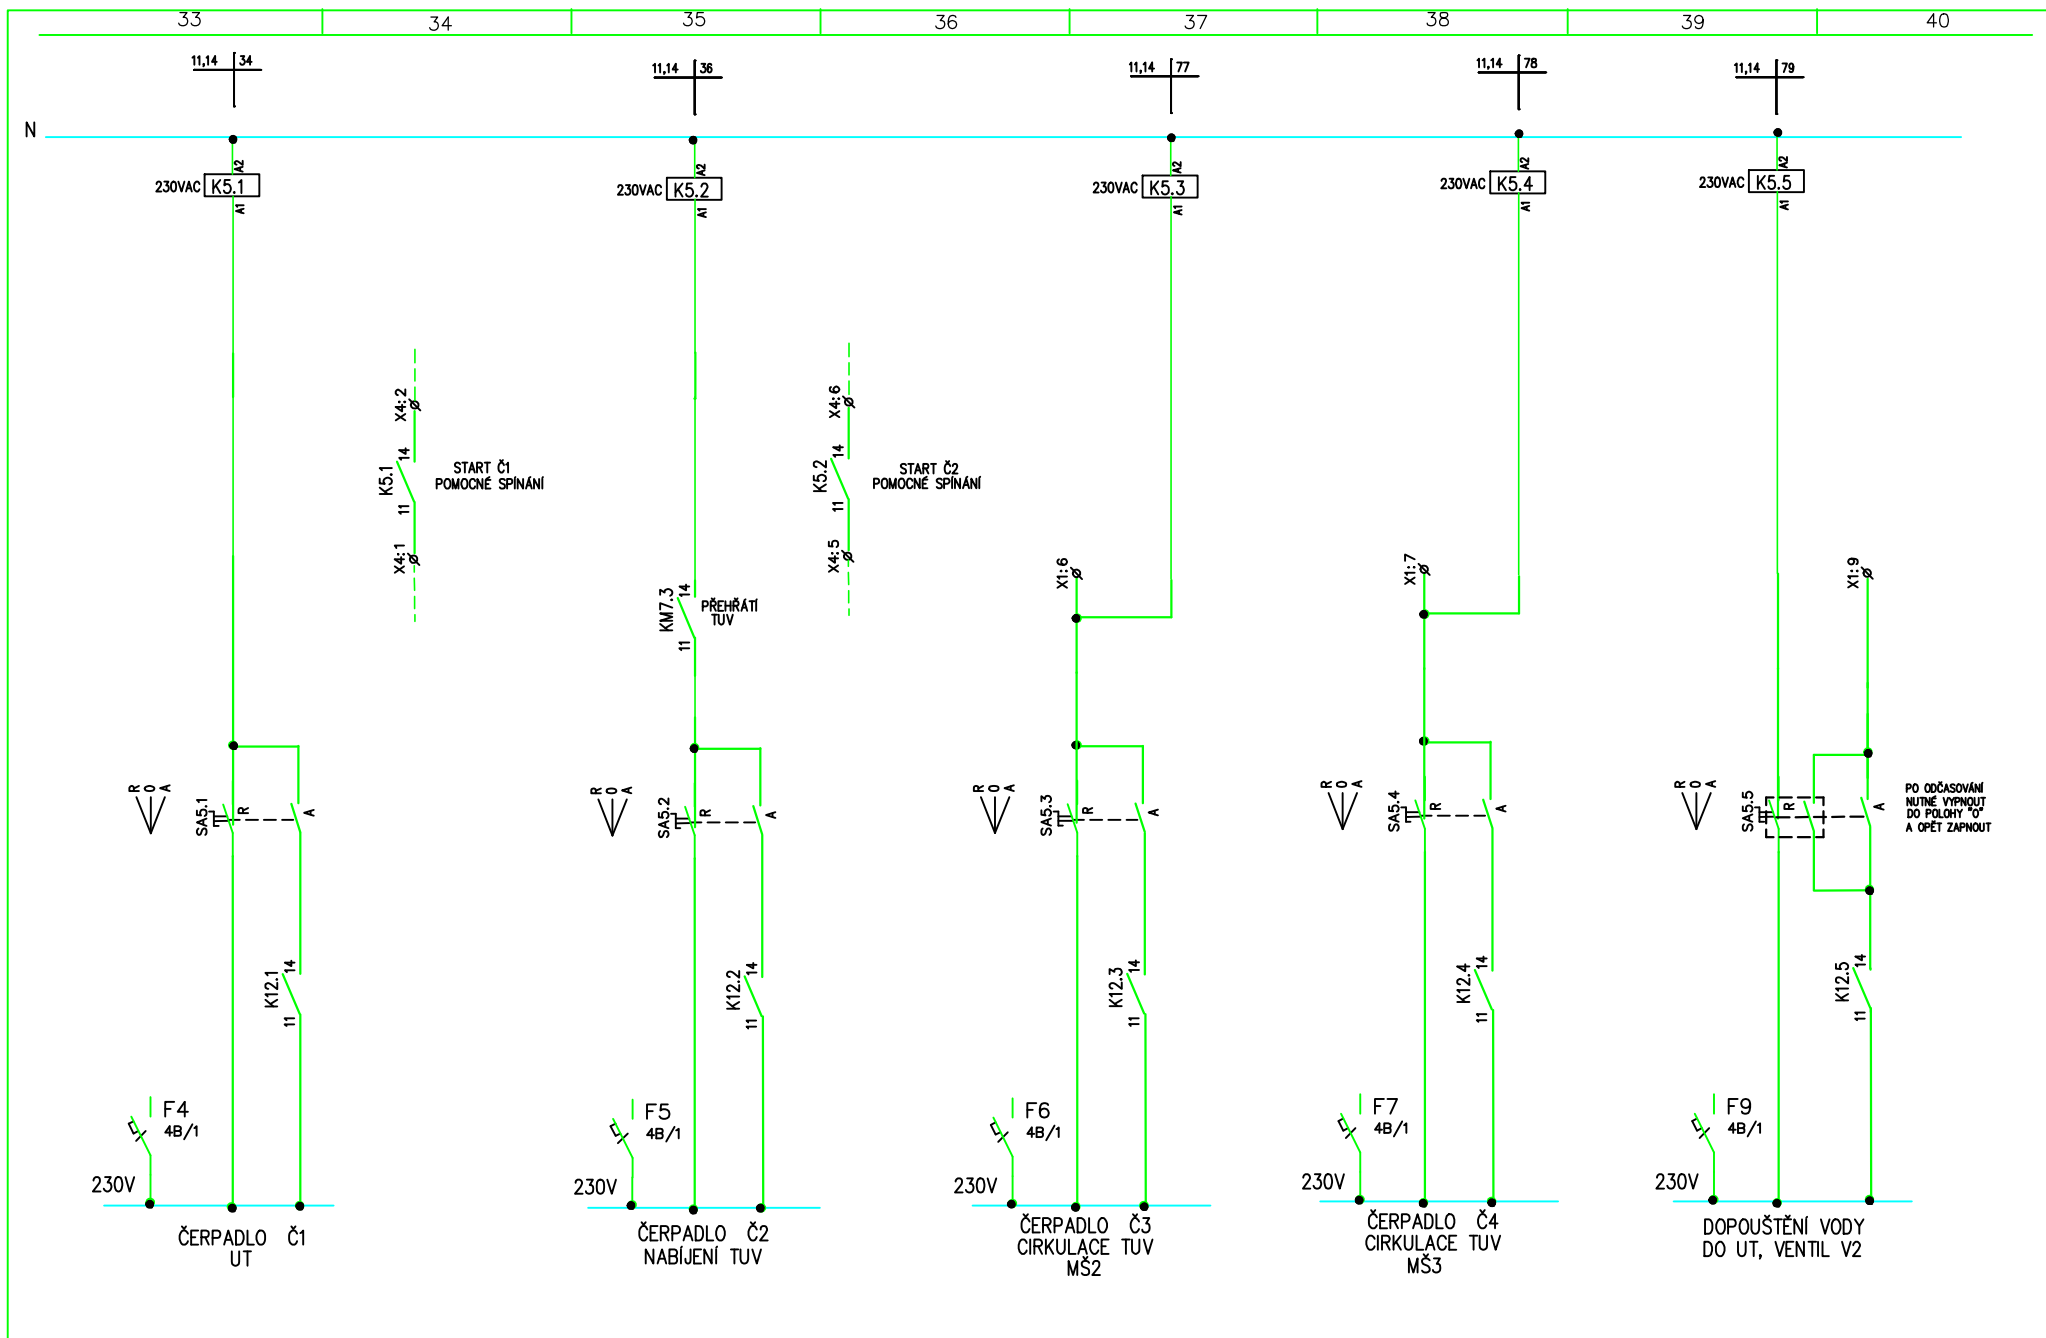 33 34 35 36 37 38 39 40
11,14 34
11,14 36
11,14 77
11,14 78
11,14 79
N
A2
230VAC K5.1
A1
A2
230VAC K5.2
A1
A2
230VAC K5.3
A1
A2
230VAC K5.4
A1
A2
230VAC K5.5
A1
X4:2
14
K5.1
11
X4:1
START Č1
POMOCNÉ SPÍNÁNÍ
X4:6
14
K5.2
11
X4:5
START Č2
POMOCNÉ SPÍNÁNÍ
14
KM7.3
11
PŘEHŘÁTÍ
TUV
X1:6
X1:7
X1:9
R 0 A
SA5.1
R
A
R 0 A
SA5.2
R
A
R 0 A
SA5.3
R
A
R 0 A
SA5.4
R
A
R 0 A
SA5.5
R
A
PO ODČASOVÁNÍ
NUTNÉ VYPNOUT
DO POLOHY "0"
A OPĚT ZAPNOUT
14
K12.1
11
14
K12.2
11
14
K12.3
11
14
K12.4
11
14
K12.5
11
F4
4B/1
230V
F5
4B/1
230V
F6
4B/1
230V
F7
4B/1
230V
F9
4B/1
230V
ČERPADLO Č1
UT
ČERPADLO Č2
NABÍJENÍ TUV
ČERPADLO Č3
CIRKULACE TUV
MŠ2
ČERPADLO Č4
CIRKULACE TUV
MŠ3
DOPOUŠTĚNÍ VODY
DO UT, VENTIL V2